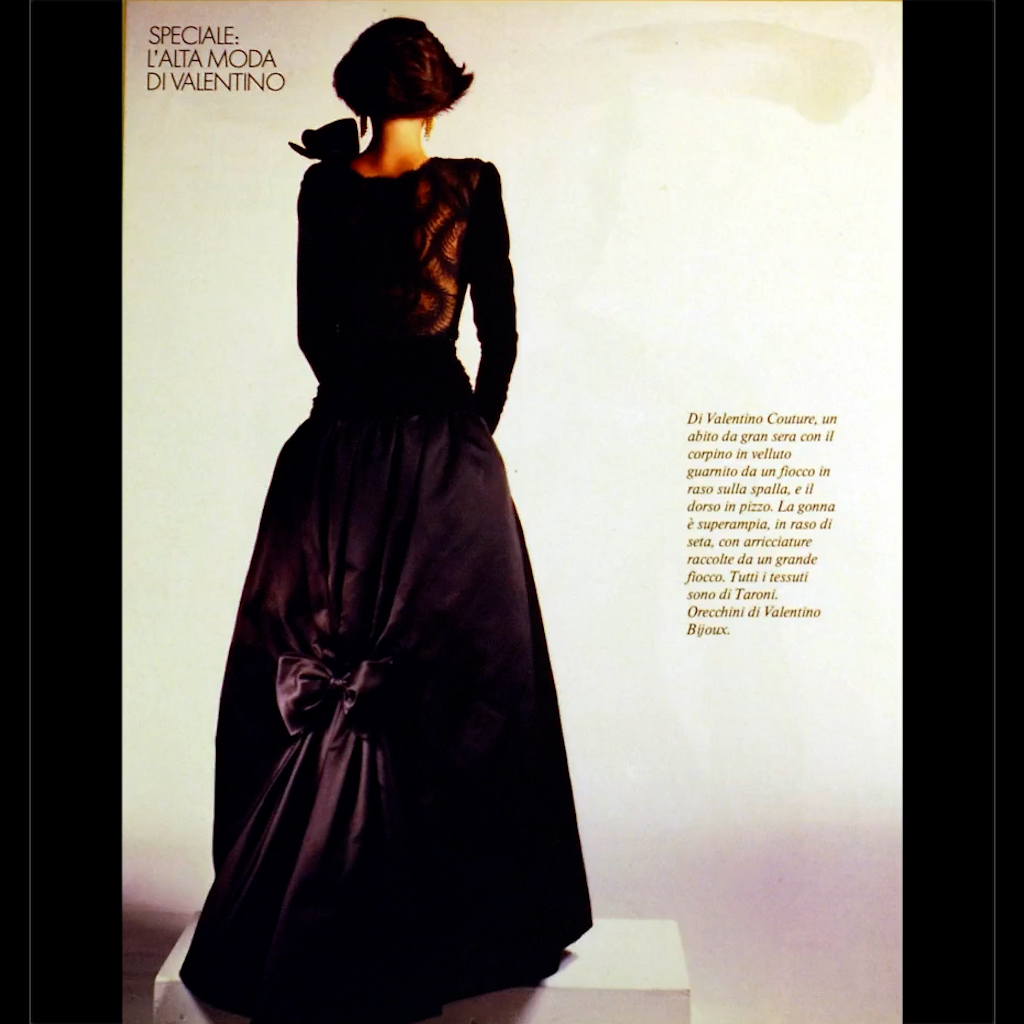 SPECIALE:
L'ALTA MODA
DI VALENTINO
Di Valentino Couture, un
abito da gran sera con il
corpino in velluto
guarnito da un fiocco in
raso sulla spalla, e il
dorso in pizzo. La gonna
è superampia, in raso di
seta, con arricciature
raccolte da un grande
fiocco. Tutti i tessuti
sono di Taroni.
Orecchini di Valentino
Bijoux.